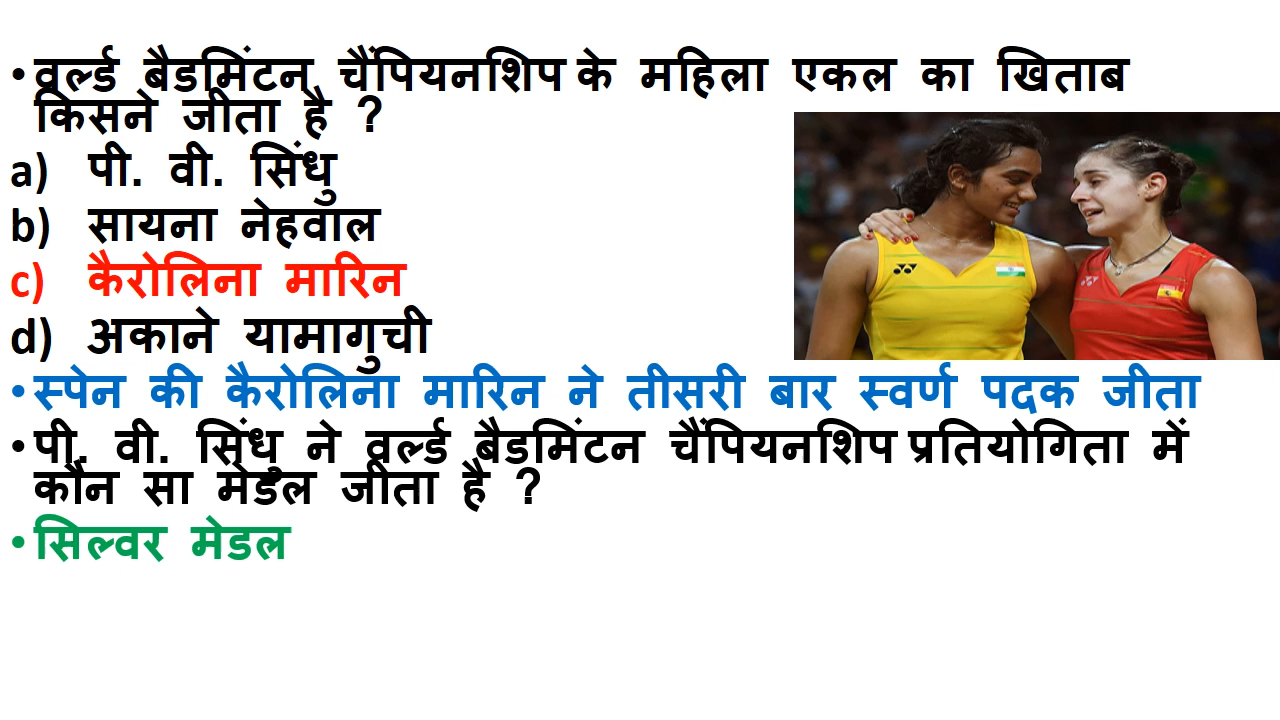 • वर्ल्ड बैडमिंटन चैंपियनशिप के महिला एकल का खिताब
किसने जीता है ?
a) पी. वी. सिंधु
b) सायना नेहवाल
c) कैरोलिना मारिन
d) अकाने यामागुची
• स्पेन की कैरोलिना मारिन ने तीसरी बार स्वर्ण पदक जीता
• पी. वी. सिंधु ने वर्ल्ड बैडमिंटन चैंपियनशिप प्रतियोगिता में
कौन सा मेडल जीता है ?
• सिल्वर मेडल